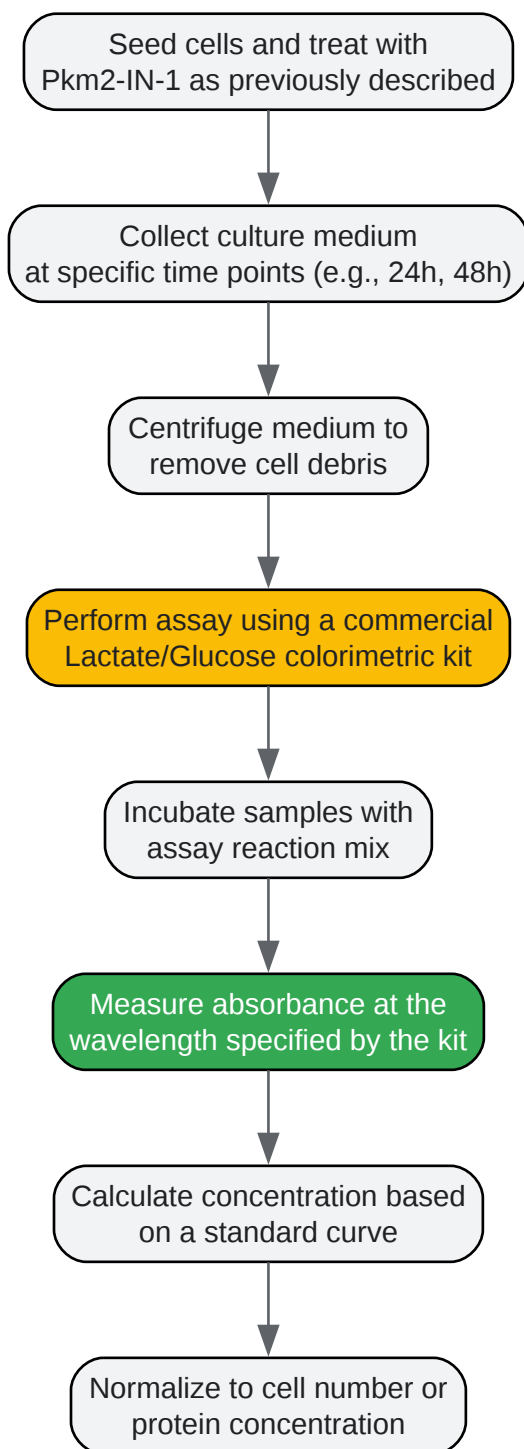 Seed cells and treat with
Pkm2-IN-1 as previously described
Collect culture medium
at specific time points (e.g., 24h, 48h)
Centrifuge medium to
remove cell debris
Perform assay using a commercial
Lactate/Glucose colorimetric kit
Incubate samples with
assay reaction mix
Measure absorbance at the
wavelength specified by the kit
Calculate concentration based
on a standard curve
Normalize to cell number or
protein concentration